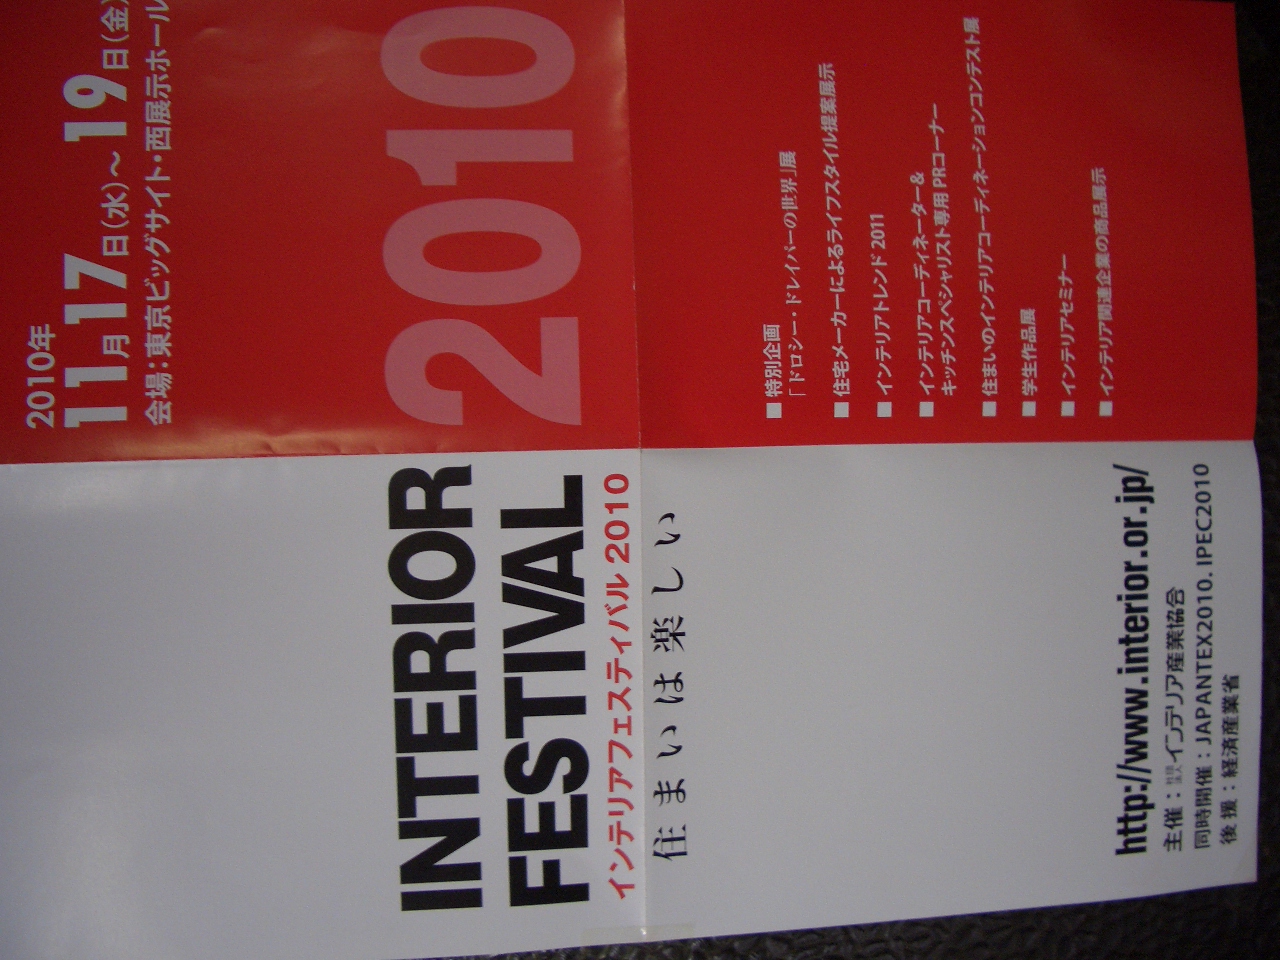 2010年
11月17日(水)～19日(金)
会場：東京ビッグサイト・西展示ホール
INTERIOR
FESTIVAL 2010
インテリアフェスティバル 2010
住まいは楽しい
■特別企画
「ドロシー・ドレイパーの世界」展
■住宅メーカーによるライフスタイル提案展示
■インテリアトレンド 2011
■インテリアコーディネーター&
キッチンスペシャリスト専用 PRコーナー
■住まいのインテリアコーディネーションコンテスト展
■学生作品展
■インテリアセミナー
■インテリア関連企業の商品展示
http://www.interior.or.jp/
主催：社団法人インテリア産業協会
同時開催：JAPANTEX2010. IPEC2010
後援：経済産業省